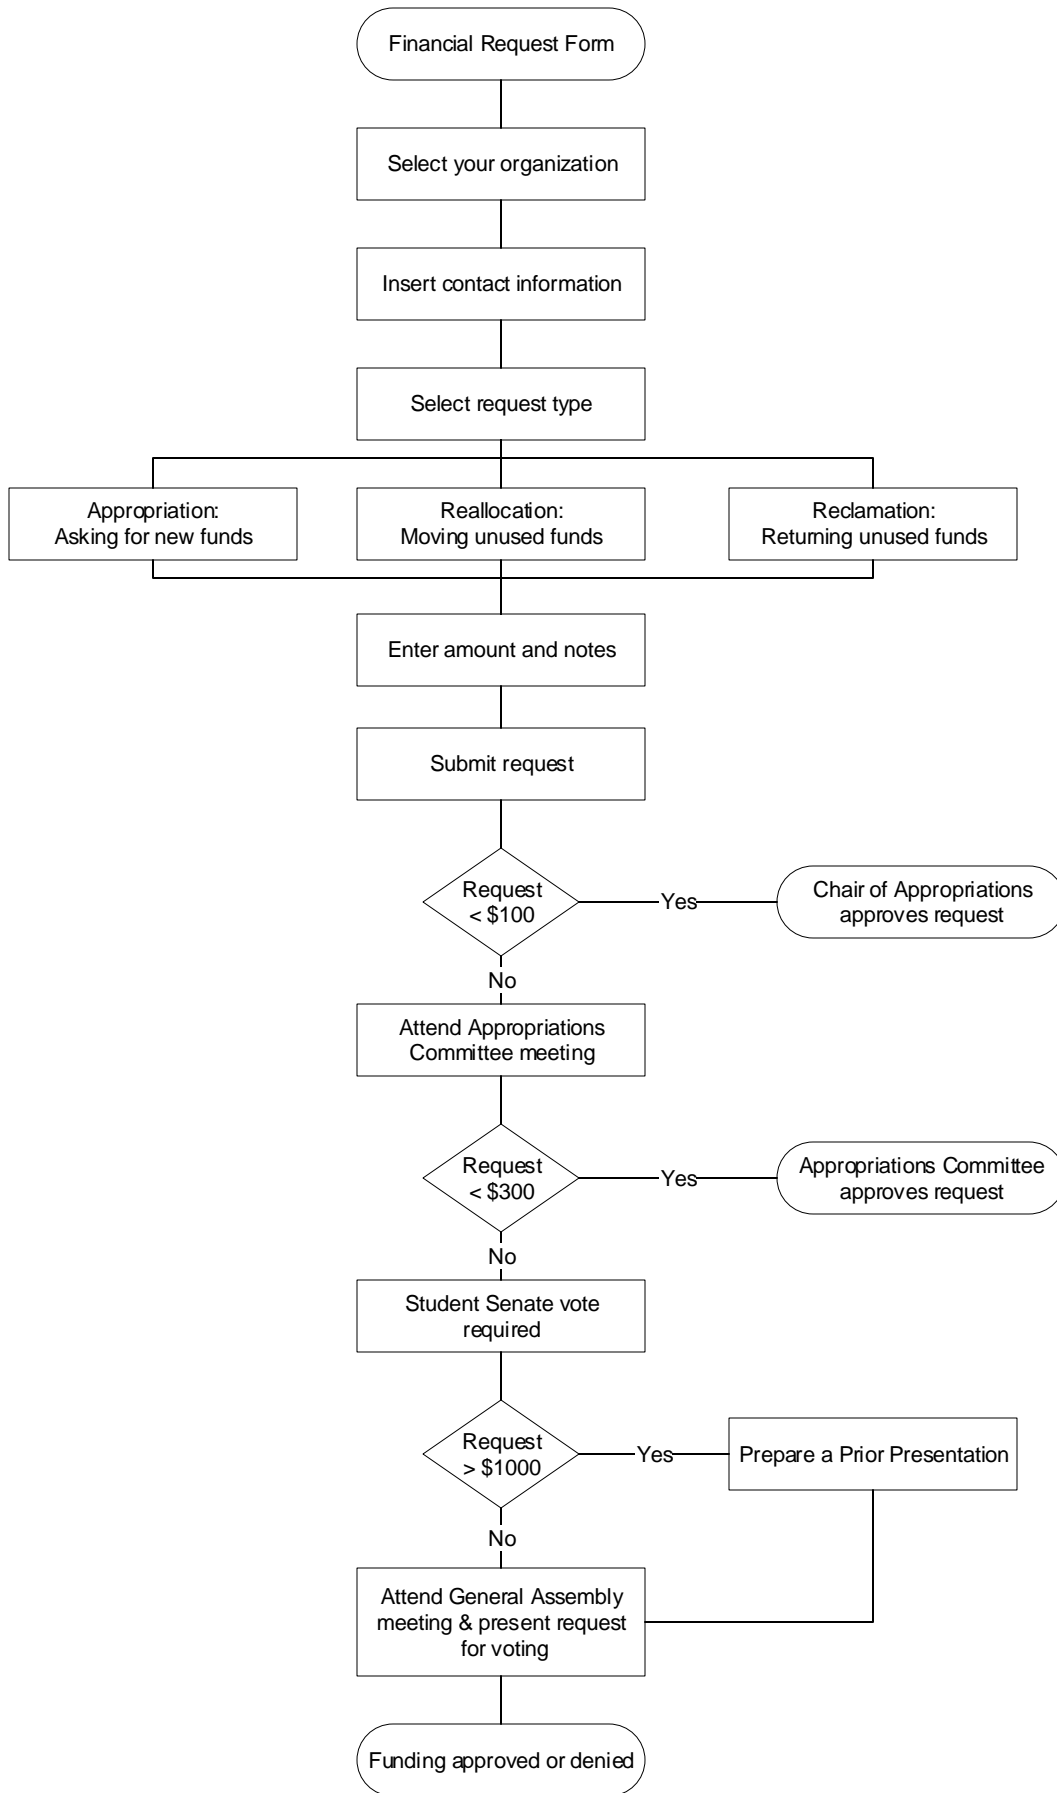 Financial Request Form
Select your organization
Insert contact information
Select request type
Appropriation:
Asking for new funds
Reallocation:
Moving unused funds
Reclamation:
Returning unused funds
Enter amount and notes
Submit request
Request
< $100
Yes
Chair of Appropriations
approves request
No
Attend Appropriations
Committee meeting
Request
< $300
Yes
Appropriations Committee
approves request
No
Student Senate vote
required
Request
> $1000
Yes
Prepare a Prior Presentation
No
Attend General Assembly
meeting & present request
for voting
Funding approved or denied